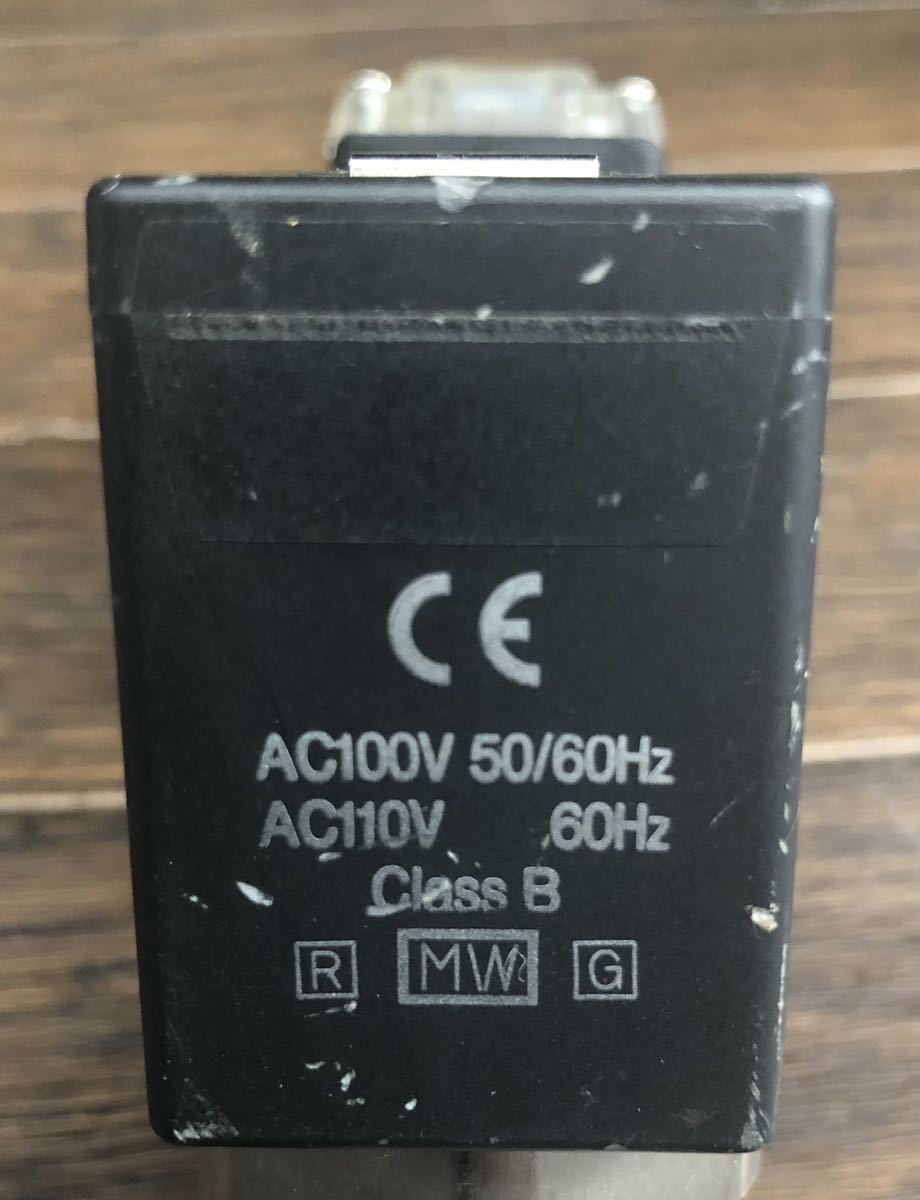 CE
AC100V 50/60Hz
AC110V 60Hz
Class B
R MW G